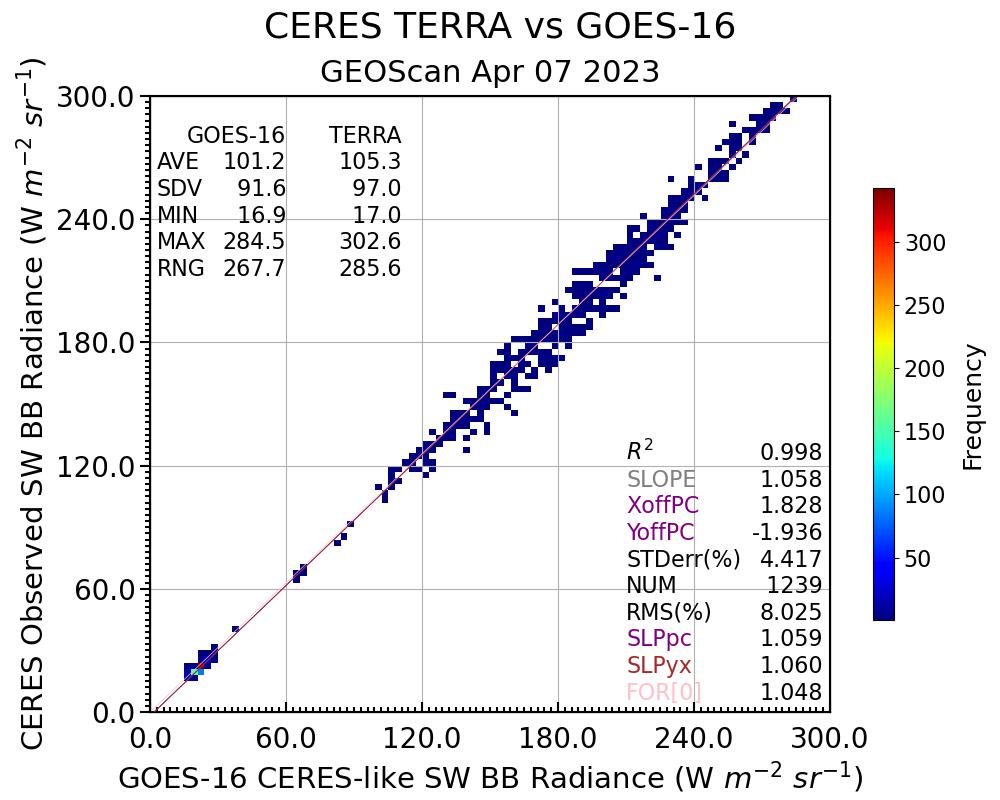 CERES TERRA vs GOES-16
GEOScan Apr 07 2023
CERES Observed SW BB Radiance (W m⁻² sr⁻¹)
300.0
240.0
180.0
120.0
60.0
0.0
GOES-16 TERRA
AVE 101.2 105.3
SDV 91.6 97.0
MIN 16.9 17.0
MAX 284.5 302.6
RNG 267.7 285.6
R² 0.998
SLOPE 1.058
XoffPC 1.828
YoffPC -1.936
STDerr(%) 4.417
NUM 1239
RMS(%) 8.025
SLPpc 1.059
SLPyx 1.060
FOR[0] 1.048
0.0 60.0 120.0 180.0 240.0 300.0
GOES-16 CERES-like SW BB Radiance (W m⁻² sr⁻¹)
300
250
200
150
100
50
Frequency